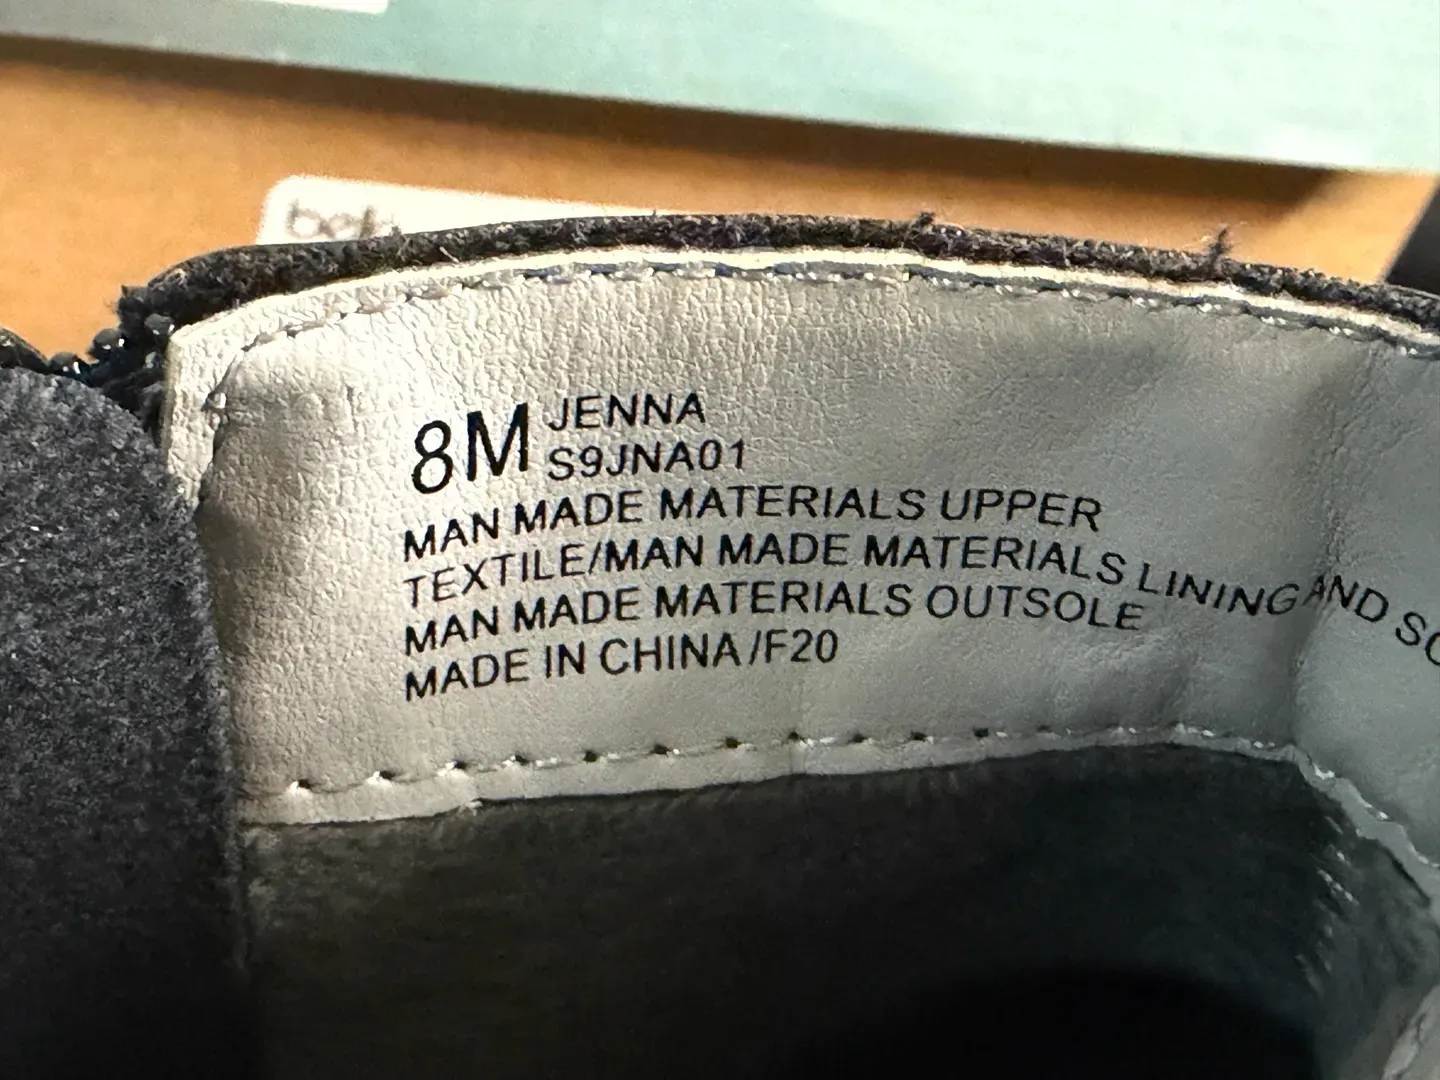 8M JENNA
S9JNA01
MAN MADE MATERIALS UPPER
TEXTILE/MAN MADE MATERIALS LINING AND
MAN MADE MATERIALS OUTSOLE
MADE IN CHINA/F20